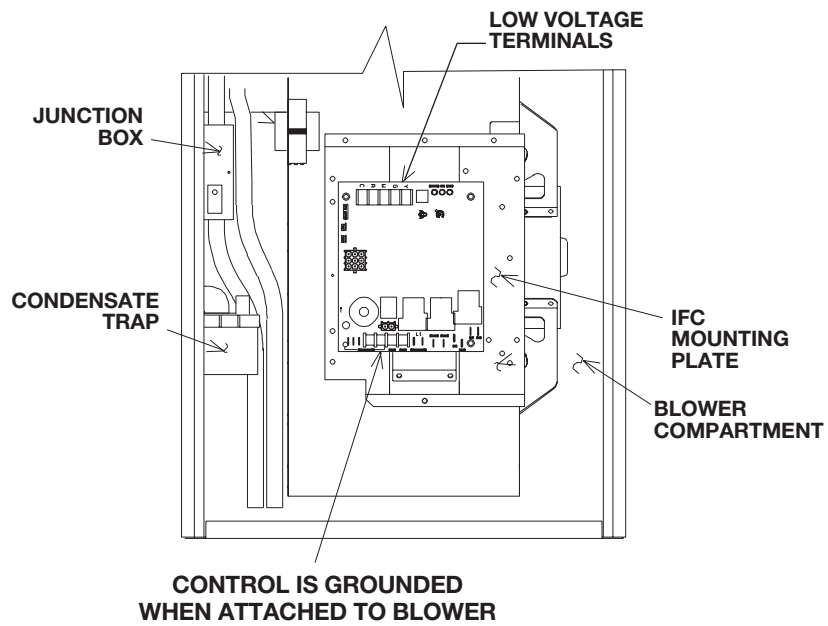 LOW VOLTAGE
TERMINALS
JUNCTION
BOX
C R W G Y
CONDENSATE
TRAP
IFC
MOUNTING
PLATE
L1
BLOWER
COMPARTMENT
CONTROL IS GROUNDED
WHEN ATTACHED TO BLOWER